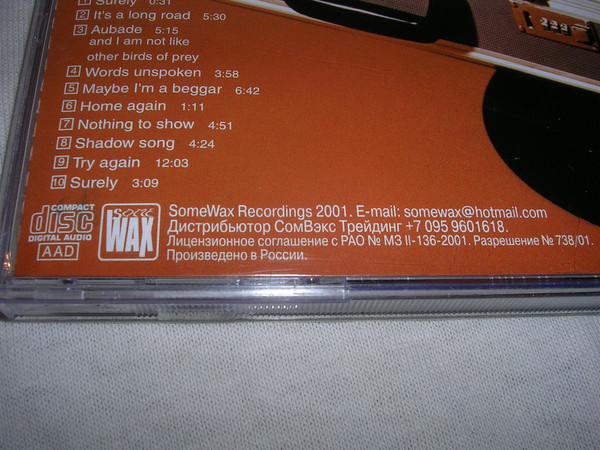 1 Surely 0:31
2 It's a long road 5:30
3 Aubade 5:15
and I am not like
other birds of prey
4 Words unspoken 3:58
5 Maybe I'm a beggar 6:42
6 Home again 1:11
7 Nothing to show 4:51
8 Shadow song 4:24
9 Try again 12:03
10 Surely 3:09
COMPACT
disc
DIGITAL AUDIO
AAD
SOME
WAX
SomeWax Recordings 2001. E-mail: somewax@hotmail.com
Дистрибьютор СомВэкс Трейдинг +7 095 9601618.
Лицензионное соглашение с РАО № МЗ II-136-2001. Разрешение № 738/01.
Произведено в России.